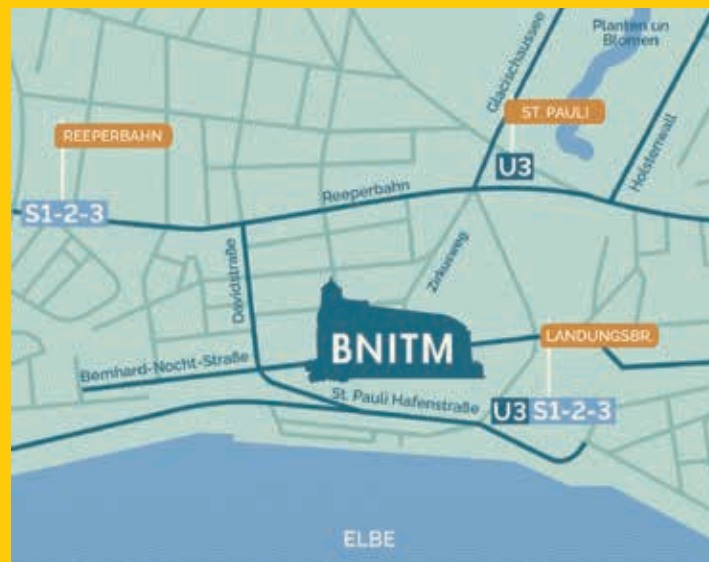 Planten un
Blomen
Glacischaussee
ST. PAULI
REEPERBAHN
U3
Holstenwall
Reeperbahn
S1-2-3
Davidstraße
Zirkusweg
LANDUNGSBR.
BNITM
Bernhard-Nocht-Straße
St. Pauli Hafenstraße
U3 S1-2-3
ELBE